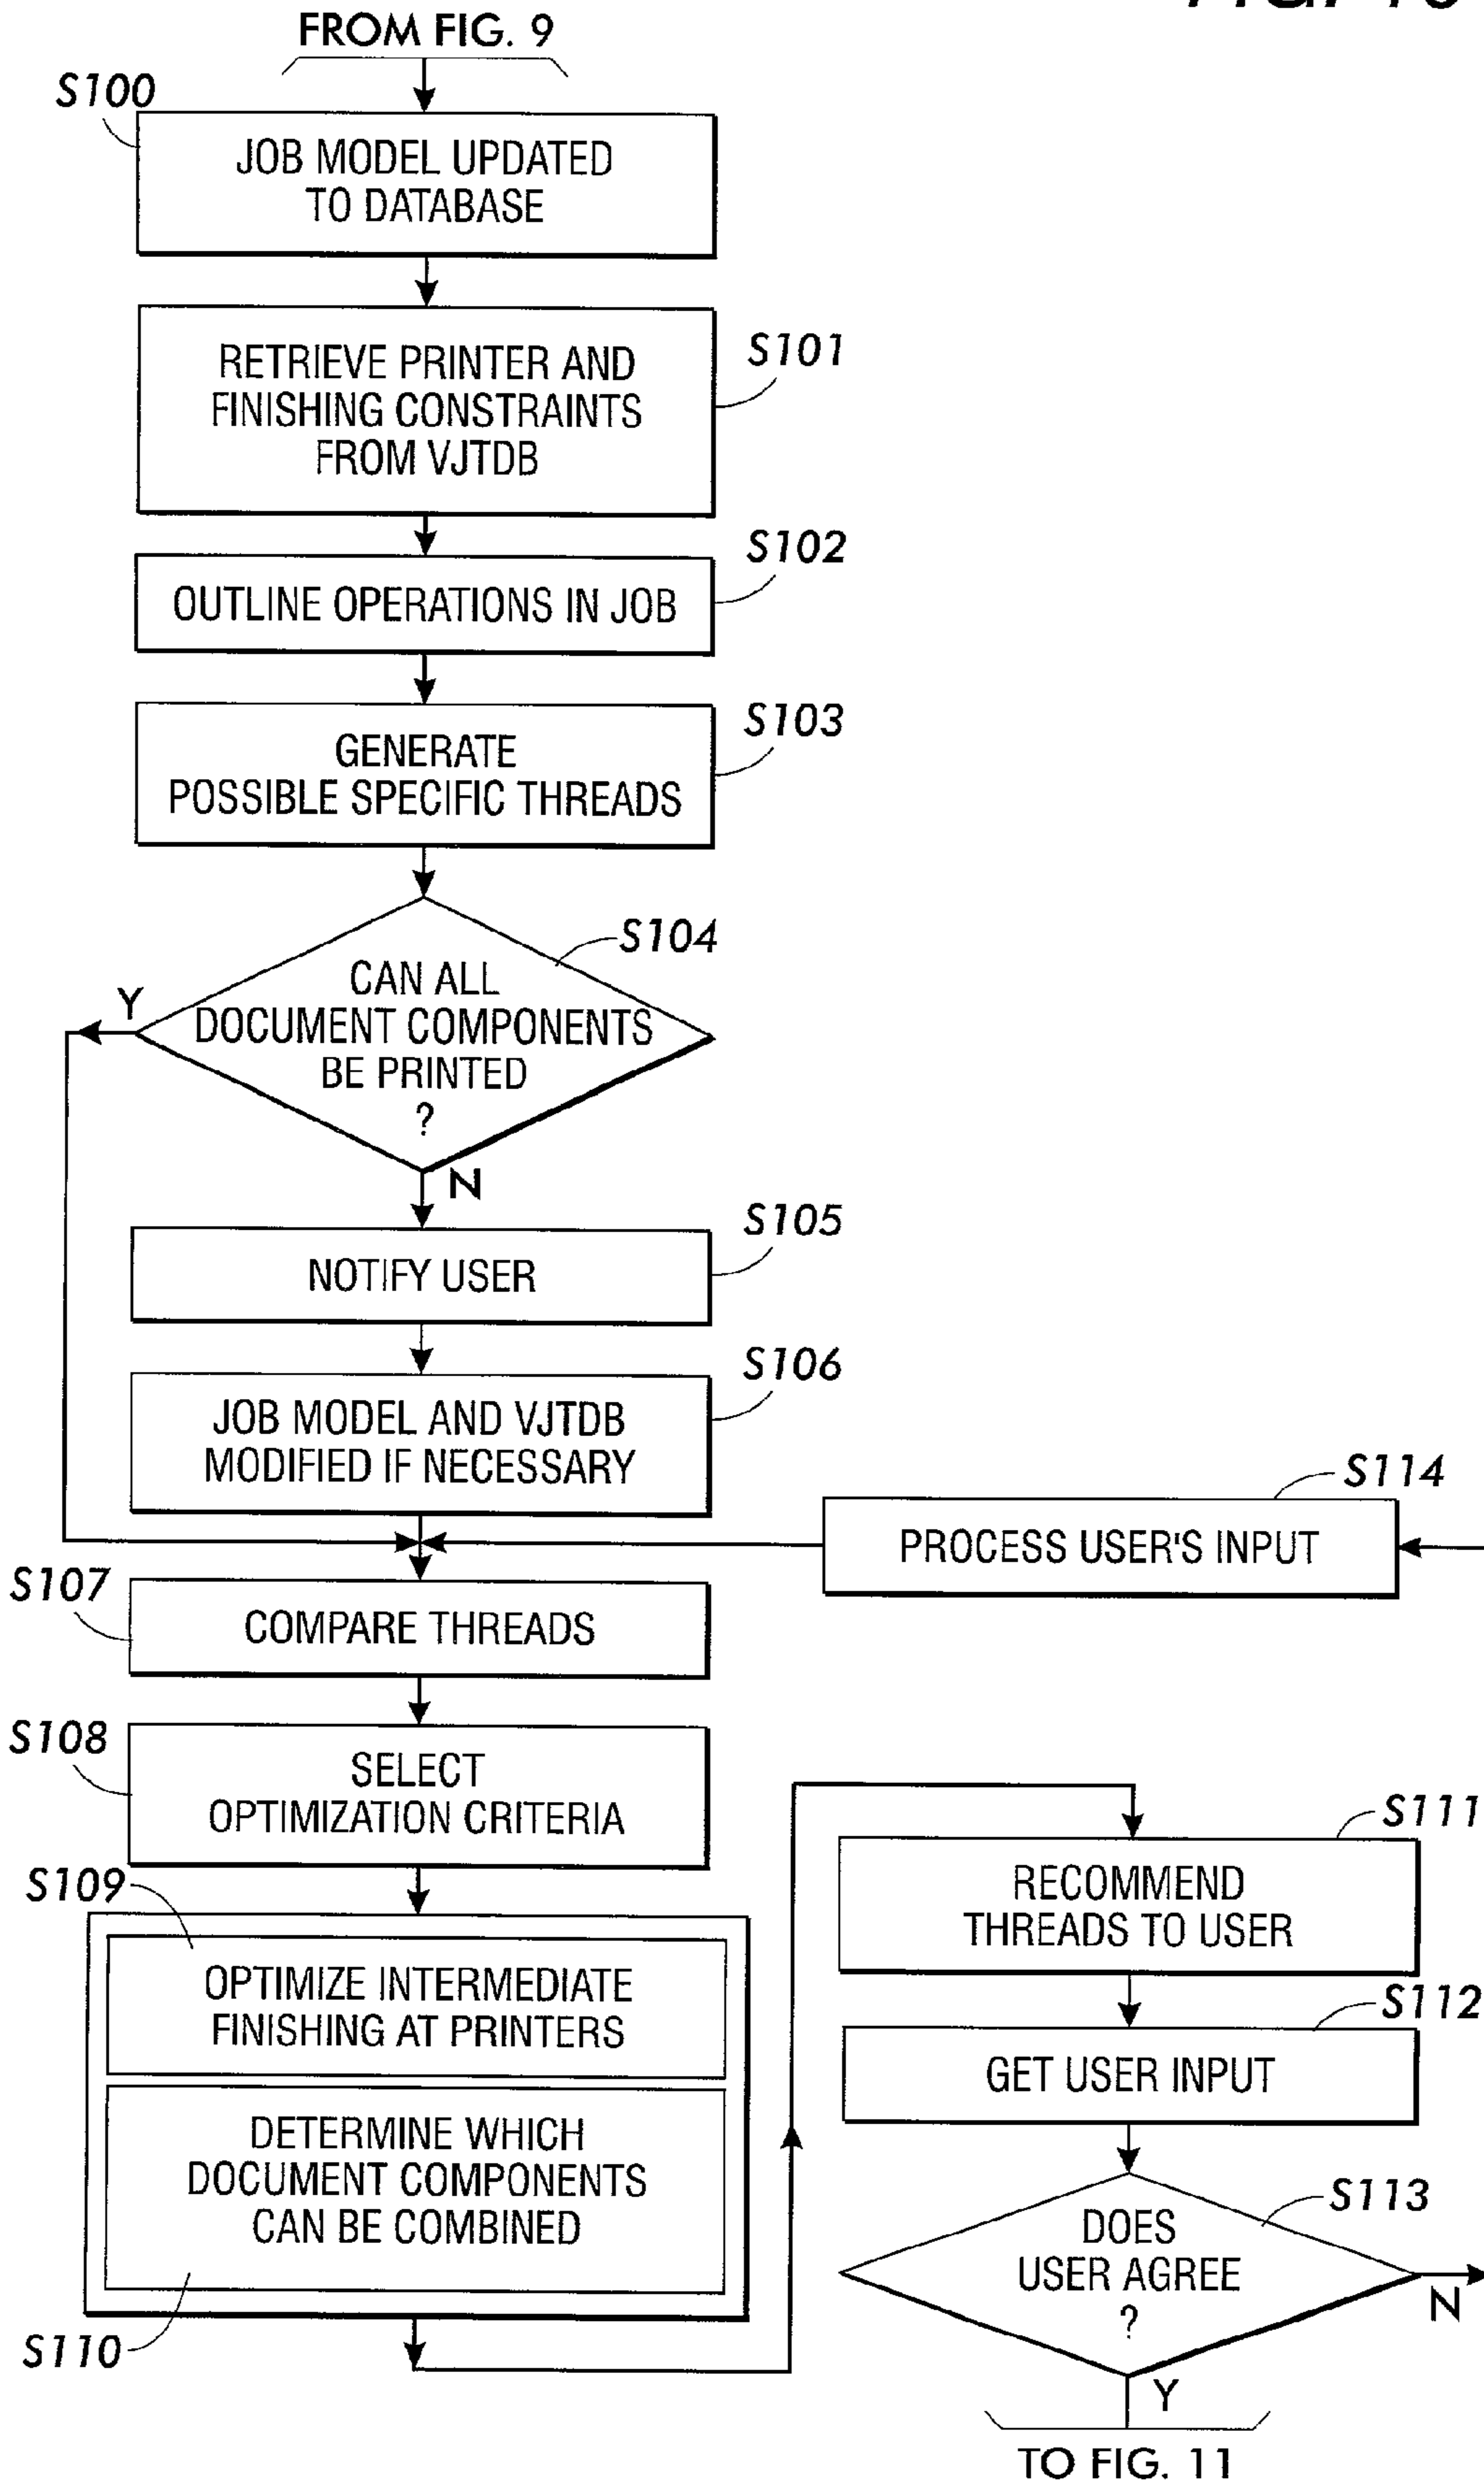 FROM FIG. 9
S100
JOB MODEL UPDATED
TO DATABASE
RETRIEVE PRINTER AND
FINISHING CONSTRAINTS
FROM VJTDB
S101
OUTLINE OPERATIONS IN JOB
S102
GENERATE
POSSIBLE SPECIFIC THREADS
S103
CAN ALL
DOCUMENT COMPONENTS
BE PRINTED
?
S104
Y
N
NOTIFY USER
S105
JOB MODEL AND VJTDB
MODIFIED IF NECESSARY
S106
PROCESS USER'S INPUT
S114
S107
COMPARE THREADS
S108
SELECT
OPTIMIZATION CRITERIA
S109
OPTIMIZE INTERMEDIATE
FINISHING AT PRINTERS
DETERMINE WHICH
DOCUMENT COMPONENTS
CAN BE COMBINED
S110
S111
RECOMMEND
THREADS TO USER
S112
GET USER INPUT
S113
DOES
USER AGREE
?
N
Y
TO FIG. 11